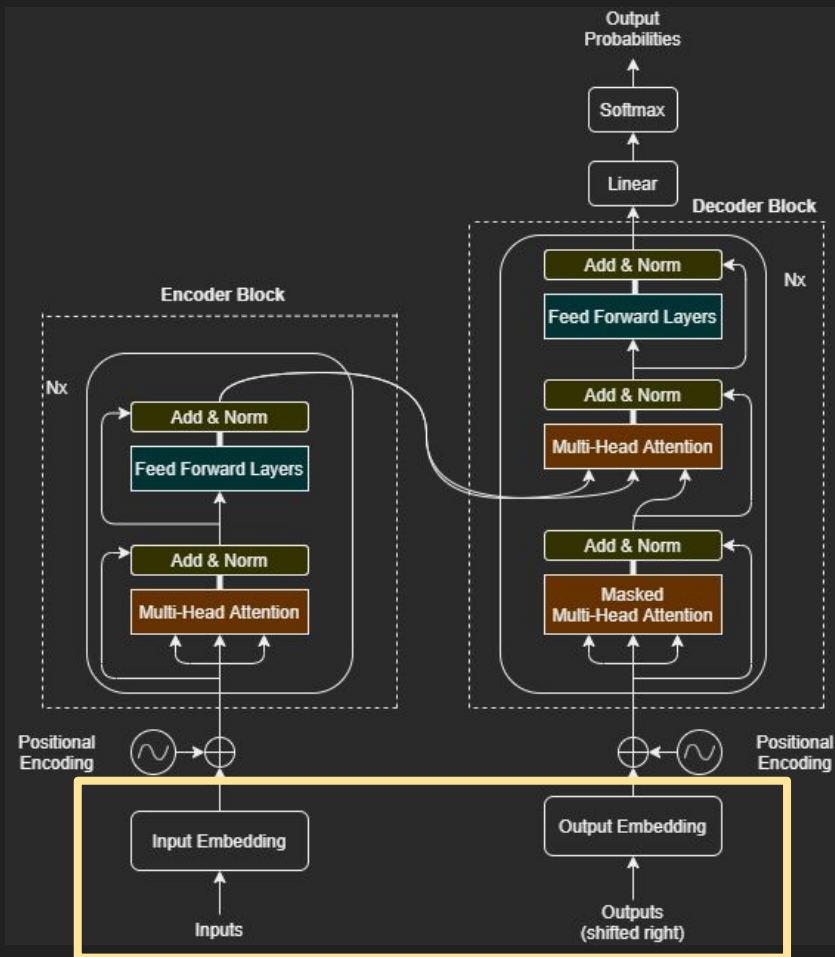 Output
Probabilities
Softmax
Linear
Decoder Block
Add & Norm
Nx
Feed Forward Layers
Encoder Block
Nx
Add & Norm
Add & Norm
Feed Forward Layers
Multi-Head Attention
Add & Norm
Add & Norm
Multi-Head Attention
Masked
Multi-Head Attention
Positional
Encoding
Positional
Encoding
Input Embedding
Output Embedding
Inputs
Outputs
(shifted right)